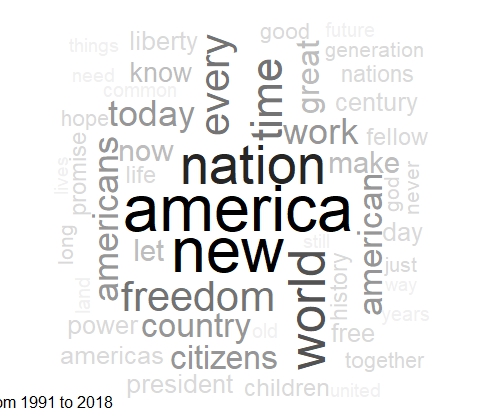 things liberty every good future
need know time great generation
common nations
hope today century
now work fellow
lives promise americans life nation make god never
america american
long let new still day
land freedom world history just
way
power country old free years
americas citizens together
president children united
om 1991 to 2018